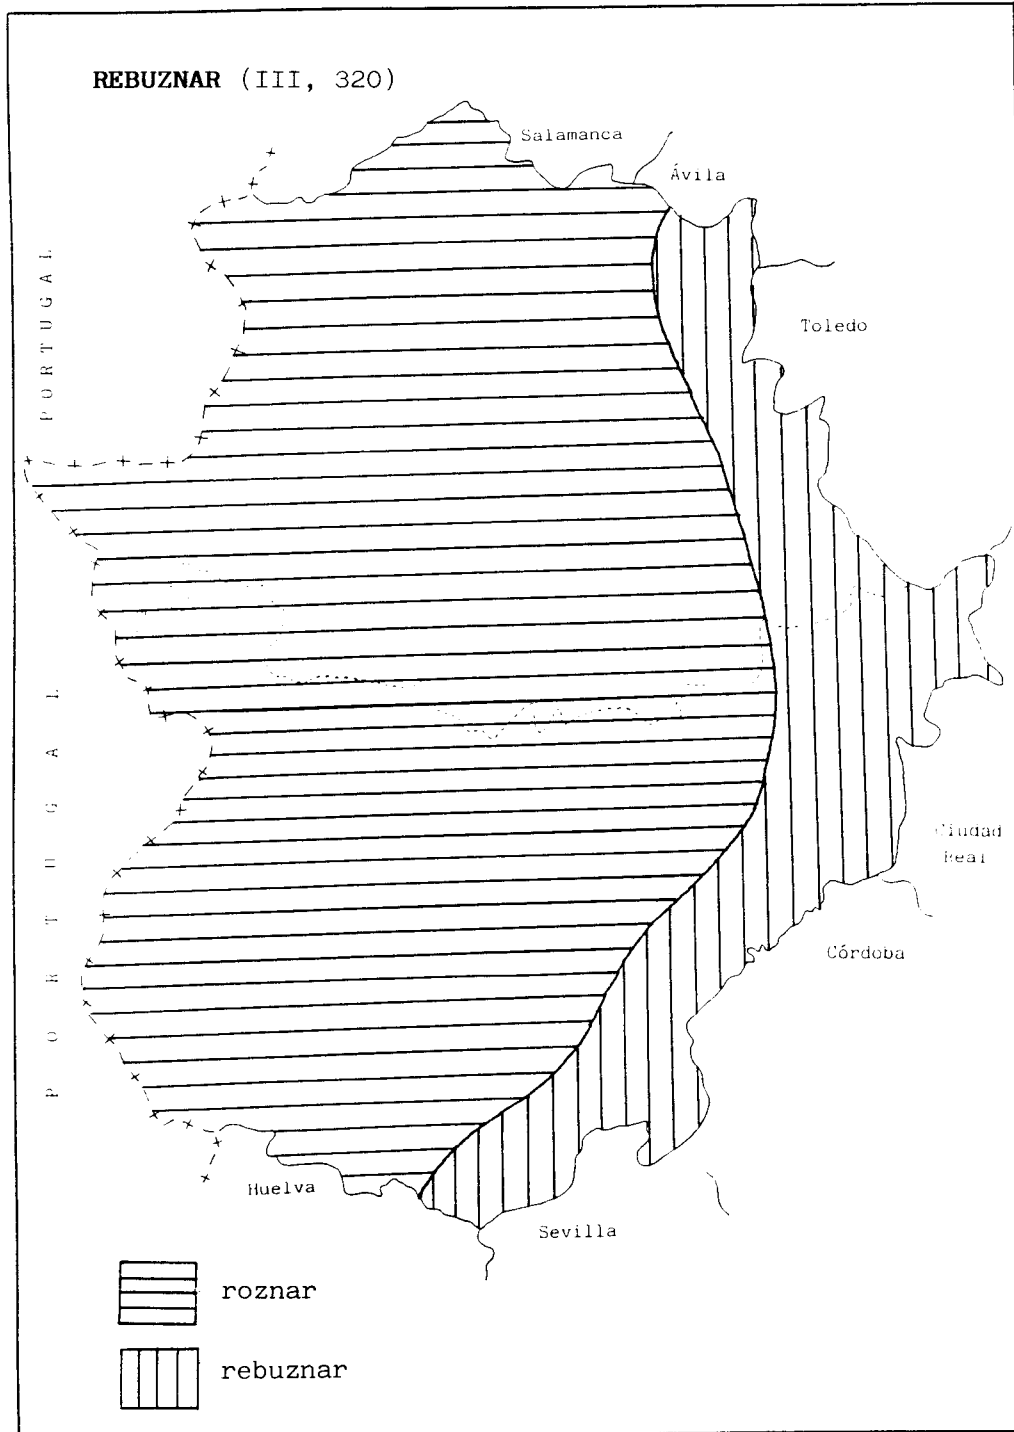 REBUZNAR (III, 320)
Salamanca
Ávila
PORTUGAL
Toledo
PORTUGAL
Ciudad
Real
Córdoba
Huelva
Sevilla
roznar
rebuznar